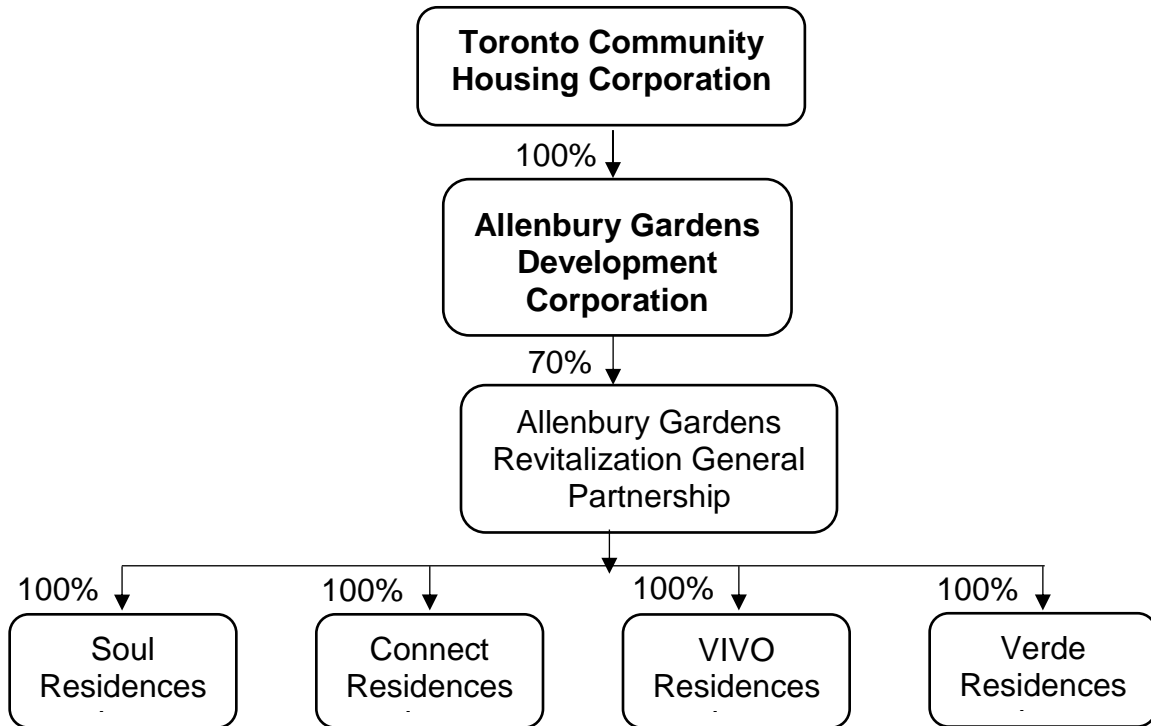 Toronto Community
Housing Corporation
100%
Allenbury Gardens
Development
Corporation
70%
Allenbury Gardens
Revitalization General
Partnership
100%
100%
100%
100%
Soul
Residences
Connect
Residences
VIVO
Residences
Verde
Residences